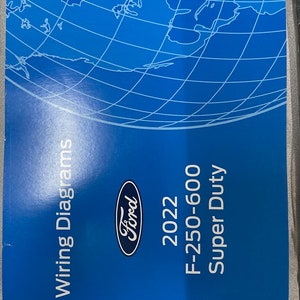 Wiring Diagrams
Ford
2022
F-250-600
Super Duty